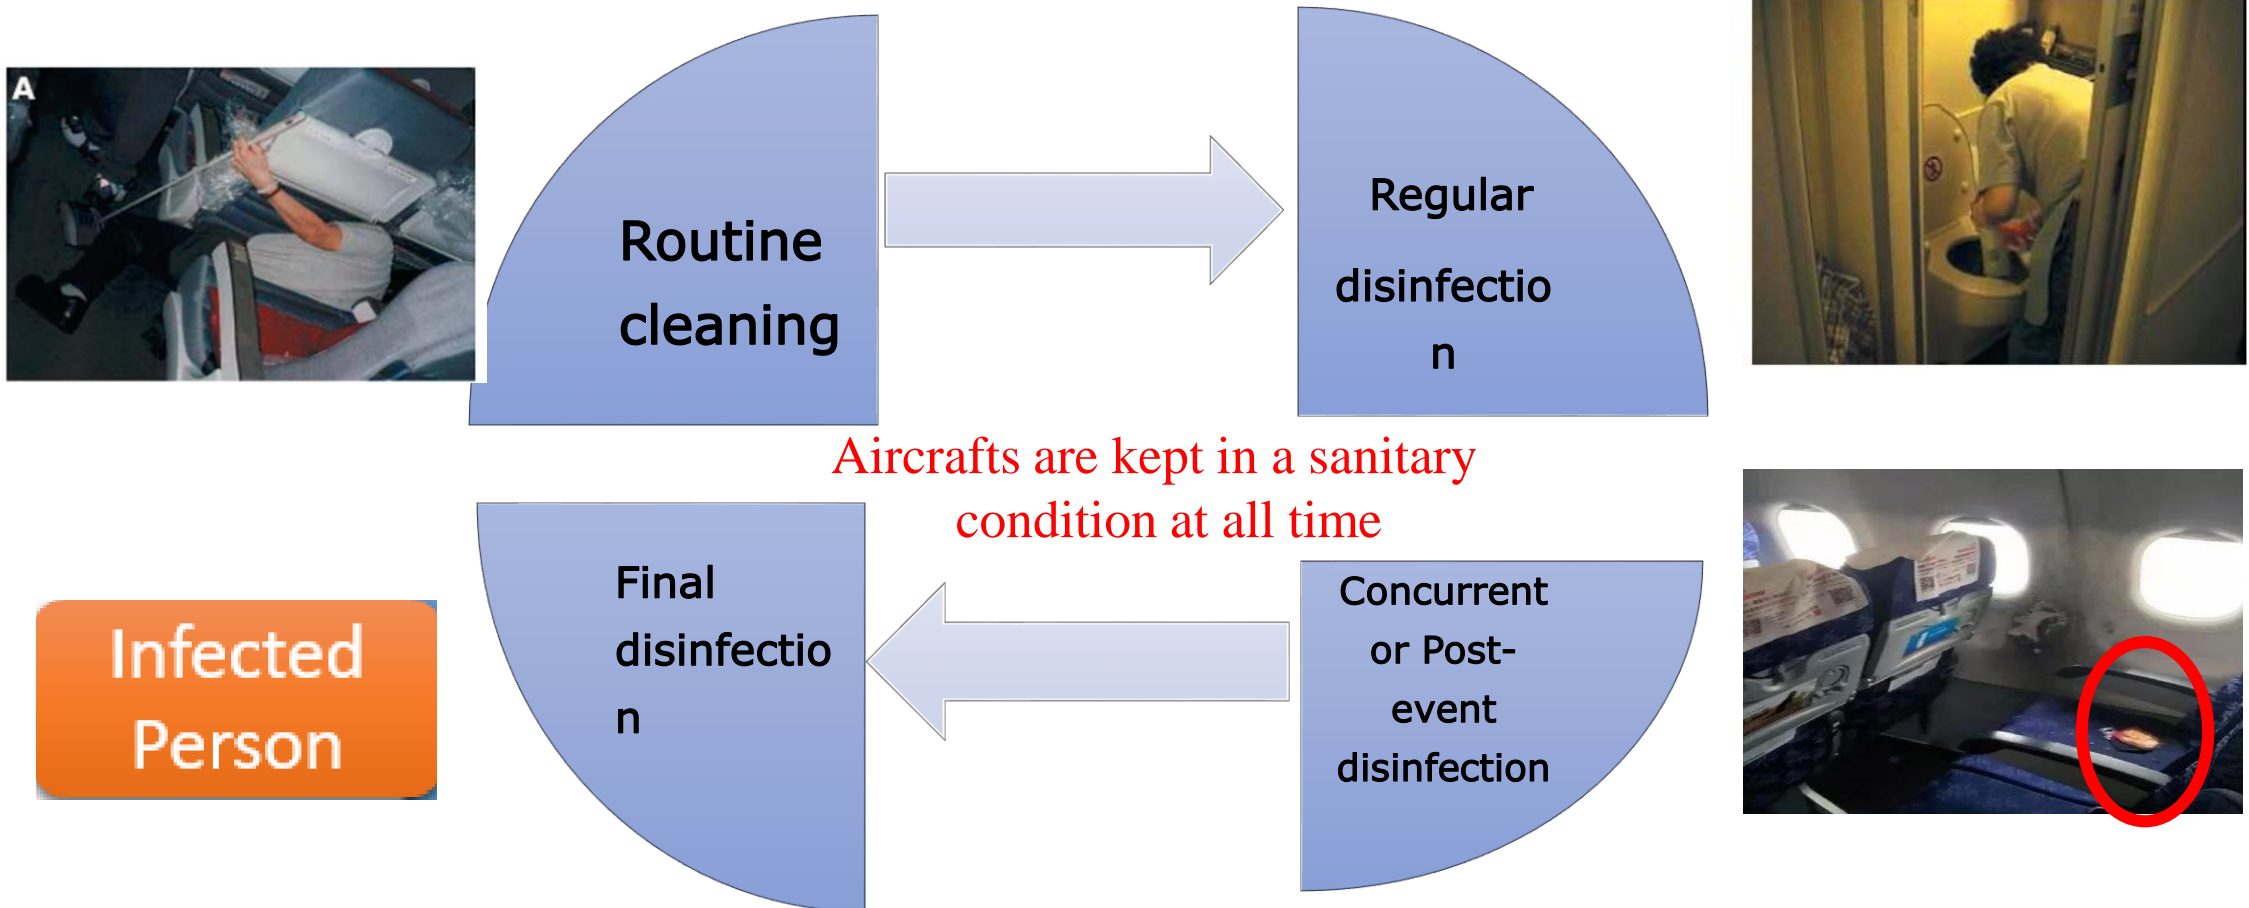 A
Routine
cleaning
Regular
disinfectio
n
Aircrafts are kept in a sanitary
condition at all time
Infected
Person
Final
disinfectio
n
Concurrent
or Post-
event
disinfection